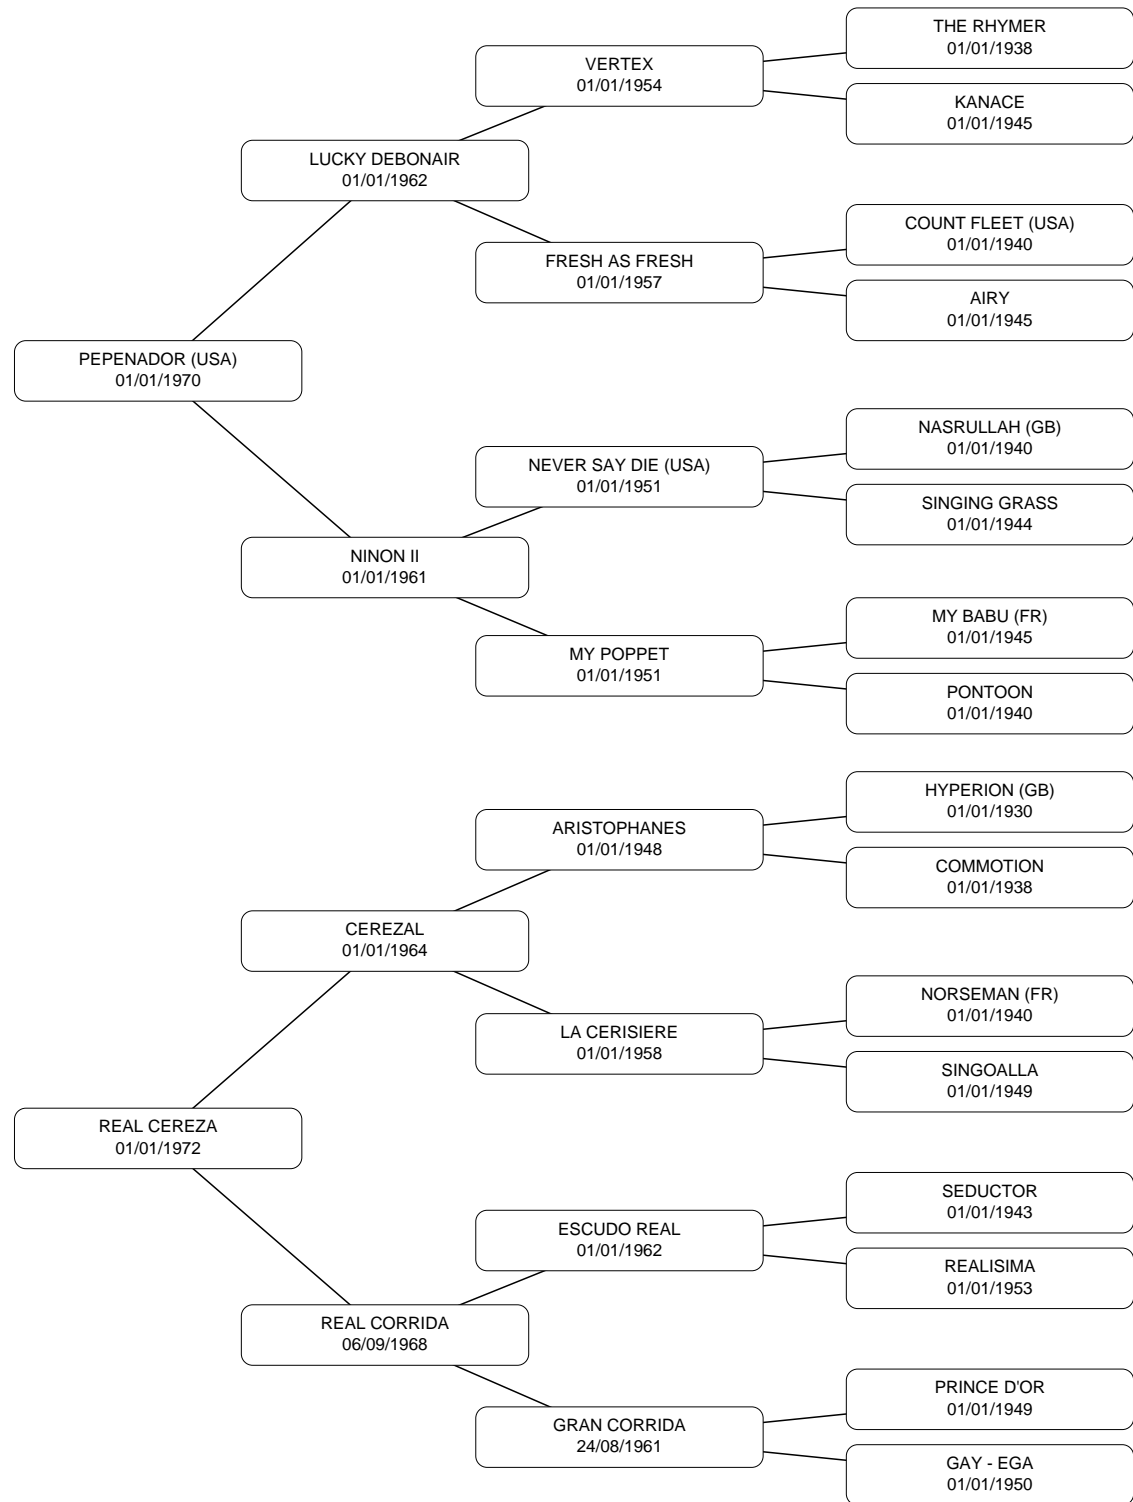 THE RHYMER
01/01/1938
VERTEX
01/01/1954
KANACE
01/01/1945
LUCKY DEBONAIR
01/01/1962
COUNT FLEET (USA)
01/01/1940
FRESH AS FRESH
01/01/1957
AIRY
01/01/1945
PEPENADOR (USA)
01/01/1970
NASRULLAH (GB)
01/01/1940
NEVER SAY DIE (USA)
01/01/1951
SINGING GRASS
01/01/1944
NINON II
01/01/1961
MY BABU (FR)
01/01/1945
MY POPPET
01/01/1951
PONTOON
01/01/1940
HYPERION (GB)
01/01/1930
ARISTOPHANES
01/01/1948
COMMOTION
01/01/1938
CEREZAL
01/01/1964
NORSEMAN (FR)
01/01/1940
LA CERISIERE
01/01/1958
SINGOALLA
01/01/1949
REAL CEREZA
01/01/1972
SEDUCTOR
01/01/1943
ESCUDO REAL
01/01/1962
REALISIMA
01/01/1953
REAL CORRIDA
06/09/1968
PRINCE D'OR
01/01/1949
GRAN CORRIDA
24/08/1961
GAY - EGA
01/01/1950